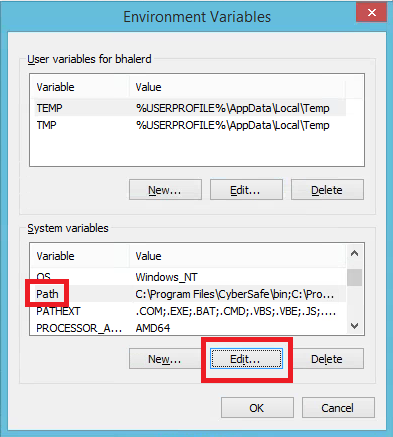 Environment Variables
User variables for bhalerd
Variable Value
TEMP %USERPROFILE%\AppData\Local\Temp
TMP %USERPROFILE%\AppData\Local\Temp
New... Edit... Delete
System variables
Variable Value
OS Windows_NT
Path C:\Program Files\CyberSafe\bin;C:\Pro...
PATHEXT .COM;.EXE;.BAT;.CMD;.VBS;.VBE;.JS;....
PROCESSOR_A... AMD64
New... Edit... Delete
OK Cancel